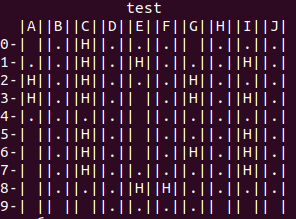 test
|A||B||C||D||E||F||G||H||I||J|
0-| ||.||H||.||.||.|| ||.||.||.|
1-|.||.||H||.||H||.||.||.||H||.|
2-|H||.||H||.||.||.||H||.||.||.|
3-|H||.||H||.|| ||.||H||.||H||.|
4-|.||.||.||.|| ||.||.||.||.||.|
5-| ||.||H||.|| ||.|| ||.||H||.|
6-| ||.||H||.|| ||.||H||.||H||.|
7-| ||.||H||.||.||.|| ||.||H||.|
8-| ||.||.||.||H||H||.||.||.||.|
9-| || || ||.||.||.|| || ||.|| |